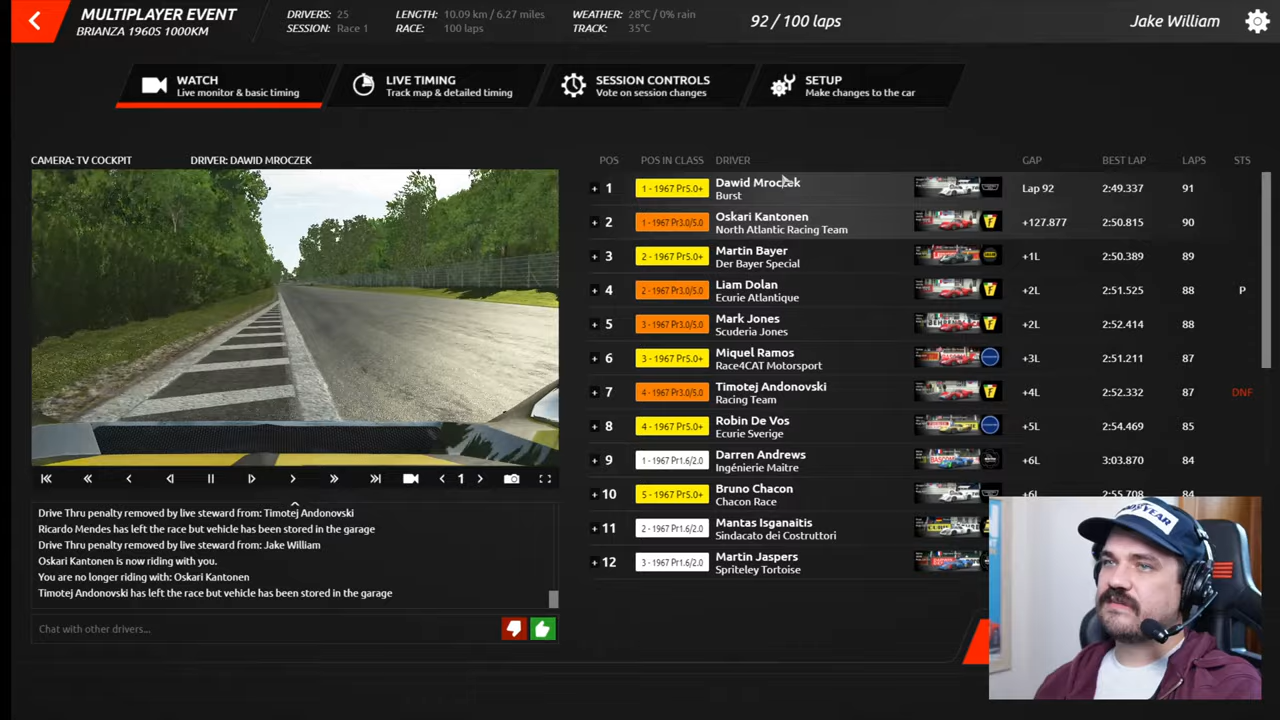 MULTIPLAYER EVENT
BRIANZA 1960S 1000KM
DRIVERS: 25
SESSION: Race 1
LENGTH: 10.09 km / 6.27 miles
RACE: 100 laps
WEATHER: 28°C / 0% rain
TRACK: 35°C
92 / 100 laps
Jake William
WATCH
Live monitor & basic timing
LIVE TIMING
Track map & detailed timing
SESSION CONTROLS
Vote on session changes
SETUP
Make changes to the car
CAMERA: TV COCKPIT DRIVER: DAWID MROCZEK
1
Drive Thru penalty removed by live steward from: Timotej Andonovski
Ricardo Mendes has left the race but vehicle has been stored in the garage
Drive Thru penalty removed by live steward from: Jake William
Oskari Kantonen is now riding with you.
You are no longer riding with: Oskari Kantonen
Timotej Andonovski has left the race but vehicle has been stored in the garage
Chat with other drivers...
POS POS IN CLASS DRIVER GAP BEST LAP LAPS STS
+ 1 1 - 1967 Pr5.0+ Dawid Mroczek Lap 92 2:49.337 91
Burst
+ 2 1 - 1967 Pr3.0/5.0 Oskari Kantonen +127.877 2:50.815 90
North Atlantic Racing Team
+ 3 2 - 1967 Pr5.0+ Martin Bayer +1L 2:50.389 89
Der Bayer Special
+ 4 2 - 1967 Pr3.0/5.0 Liam Dolan +2L 2:51.525 88 P
Ecurie Atlantique
+ 5 3 - 1967 Pr3.0/5.0 Mark Jones +2L 2:52.414 88
Scuderia Jones
+ 6 3 - 1967 Pr5.0+ Miquel Ramos +3L 2:51.211 87
Race4CAT Motorsport
+ 7 4 - 1967 Pr3.0/5.0 Timotej Andonovski +4L 2:52.332 87 DNF
Racing Team
+ 8 4 - 1967 Pr5.0+ Robin De Vos +5L 2:54.469 85
Ecurie Sverige
+ 9 1 - 1967 Pr1.6/2.0 Darren Andrews +6L 3:03.870 84
Ingénierie Maitre
+ 10 5 - 1967 Pr5.0+ Bruno Chacon +6L 2:55.708 84
Chacon Race
+ 11 2 - 1967 Pr1.6/2.0 Mantas Isganaitis
Sindacato dei Costruttori
+ 12 3 - 1967 Pr1.6/2.0 Martin Jaspers
Spriteley Tortoise
GOODYEAR